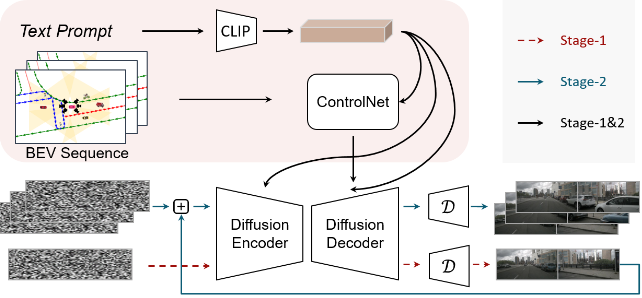 Text Prompt
CLIP
Stage-1
Stage-2
Stage-1&2
ControlNet
BEV Sequence
+
Diffusion
Encoder
Diffusion
Decoder
𝒟
𝒟